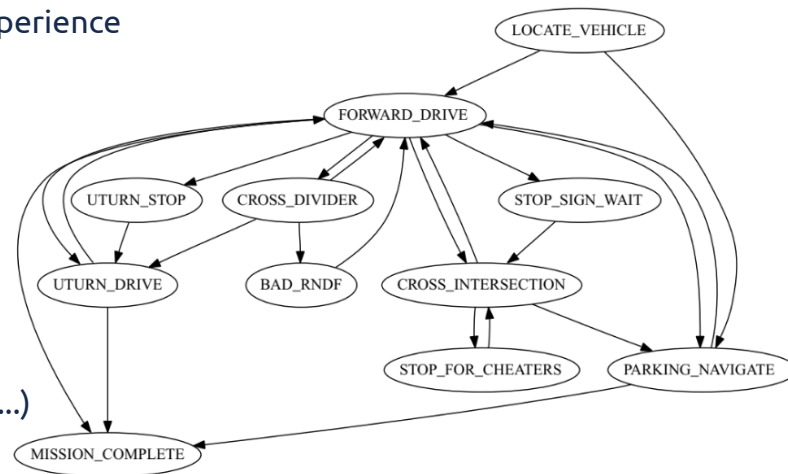 perience
LOCATE_VEHICLE
FORWARD_DRIVE
UTURN_STOP
CROSS_DIVIDER
STOP_SIGN_WAIT
UTURN_DRIVE
BAD_RNDF
CROSS_INTERSECTION
STOP_FOR_CHEATERS
PARKING_NAVIGATE
...)
MISSION_COMPLETE